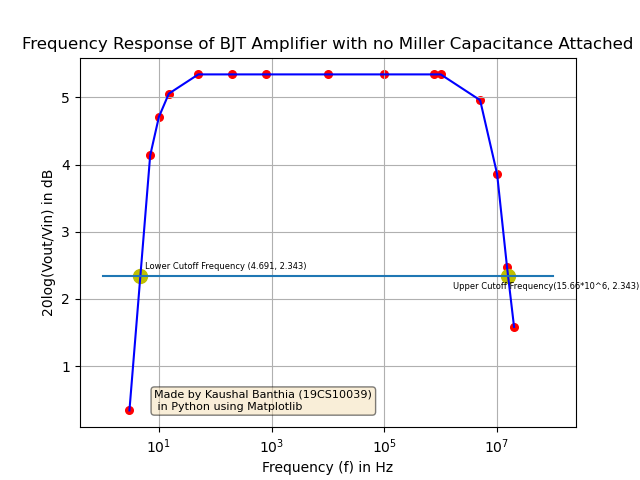 Frequency Response of BJT Amplifier with no Miller Capacitance Attached
20log(Vout/Vin) in dB
5
4
3
2
1
Lower Cutoff Frequency (4.691, 2.343)
Upper Cutoff Frequency(15.66*10^6, 2.343)
Made by Kaushal Banthia (19CS10039)
in Python using Matplotlib
10^1 10^3 10^5 10^7
Frequency (f) in Hz